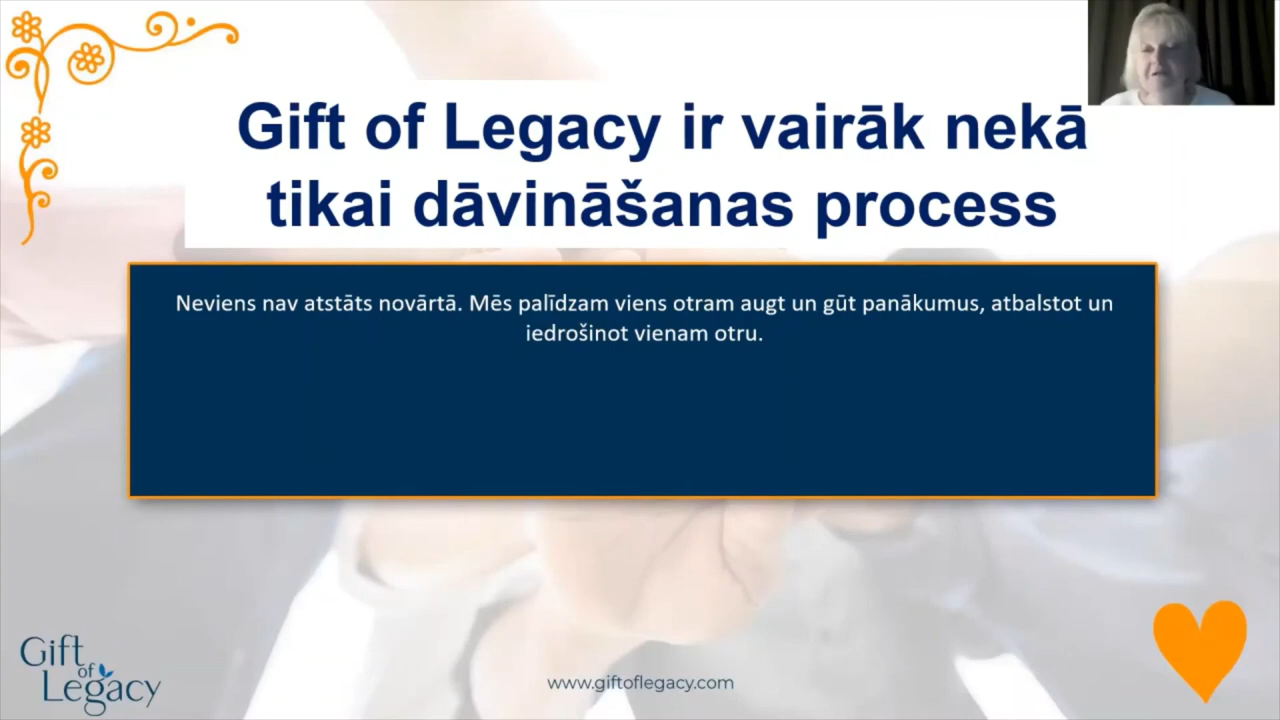 Gift of Legacy ir vairāk nekā
tikai dāvināšanas process
Neviens nav atstāts novārtā. Mēs palīdzam viens otram augt un gūt panākumus, atbalstot un
iedrošinot vienam otru.
Gift
of
Legacy
www.giftoflegacy.com